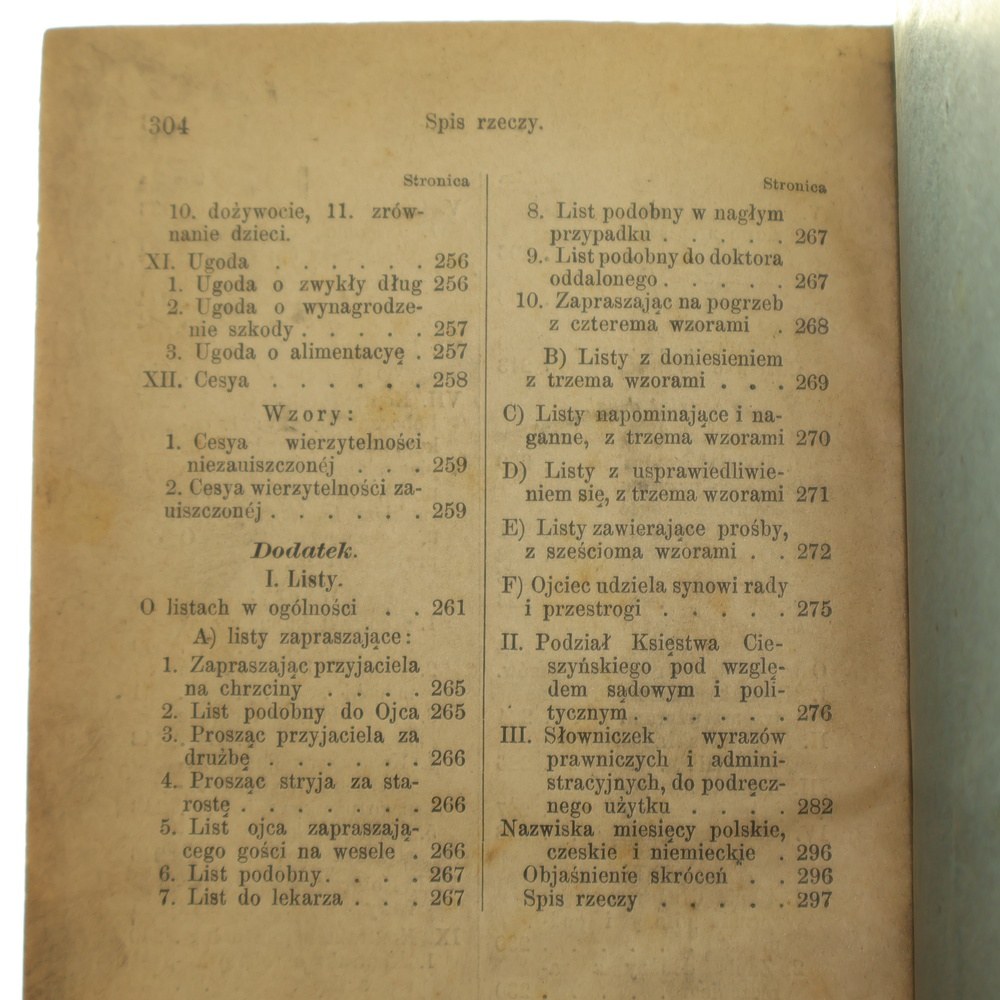 304
Spis rzeczy.
Stronica
10. dożywocie, 11. zrów-
nanie dzieci.
XI. Ugoda . . . . . . 256
1. Ugoda o zwykły dług 256
2. Ugoda o wynagrodze-
nie szkody . . . . . 257
3. Ugoda o alimentacyę . 257
XII. Cesya . . . . . . 258
Wzory:
1. Cesya wierzytelności
niezauiszczonéj . . . 259
2. Cesya wierzytelności za-
uiszczonéj . . . . . . 259
Dodatek.
I. Listy.
O listach w ogólności . . 261
A) listy zapraszające:
1. Zapraszając przyjaciela
na chrzciny . . . . 265
2. List podobny do Ojca 265
3. Prosząc przyjaciela za
drużbę . . . . . . 266
4. Prosząc stryja za sta-
rostę . . . . . . . 266
5. List ojca zapraszają-
cego gości na wesele . 266
6. List podobny . . . . 267
7. List do lekarza . . . 267
Stronica
8. List podobny w nagłym
przypadku . . . . . 267
9. List podobny do doktora
oddalonego . . . . . 267
10. Zapraszając na pogrzeb
z czterema wzorami . 268
B) Listy z doniesieniem
z trzema wzorami . . . 269
C) Listy napominające i na-
ganne, z trzema wzorami 270
D) Listy z usprawiedliwie-
niem się, z trzema wzorami 271
E) Listy zawierające prośby,
z sześcioma wzorami . . 272
F) Ojciec udziela synowi rady
i przestrogi . . . . . 275
II. Podział Księstwa Cie-
szyńskiego pod wzglę-
dem sądowym i poli-
tycznym . . . . . . 276
III. Słowniczek wyrazów
prawniczych i admini-
stracyjnych, do podręcz-
nego użytku . . . . 282
Nazwiska miesięcy polskie,
czeskie i niemieckie . 296
Objaśnienie skróceń . . 296
Spis rzeczy . . . . . 297